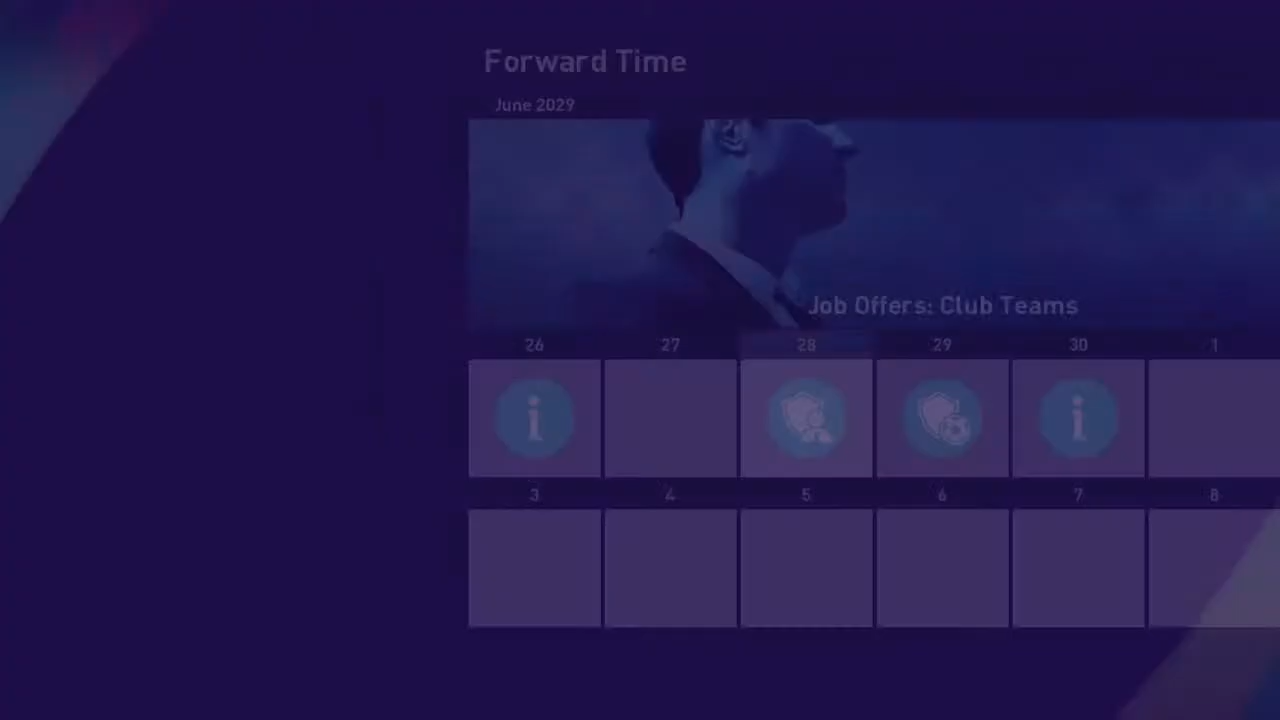 Forward Time
June 2029
Job Offers: Club Teams
26 27 28 29 30 1
i i
3 4 5 6 7 8